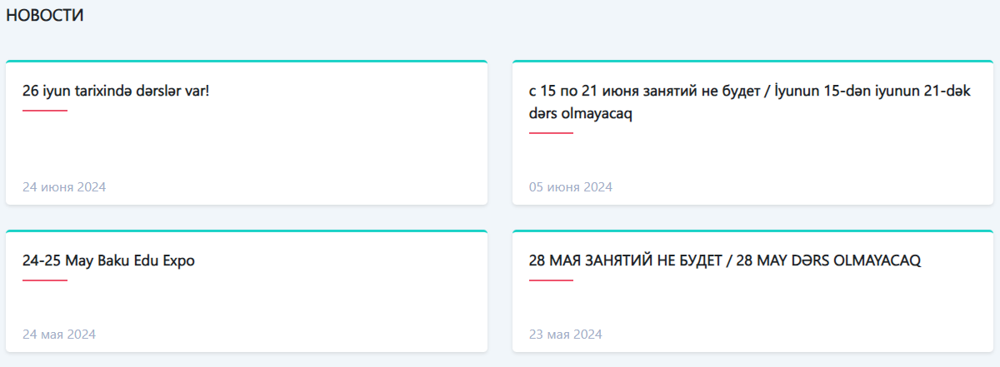 НОВОСТИ
26 iyun tarixində dərslər var!
24 июня 2024
с 15 по 21 июня занятий не будет / İyunun 15-dən iyunun 21-dək
dərs olmayacaq
05 июня 2024
24-25 May Baku Edu Expo
24 мая 2024
28 МАЯ ЗАНЯТИЙ НЕ БУДЕТ / 28 MAY DƏRS OLMAYACAQ
23 мая 2024